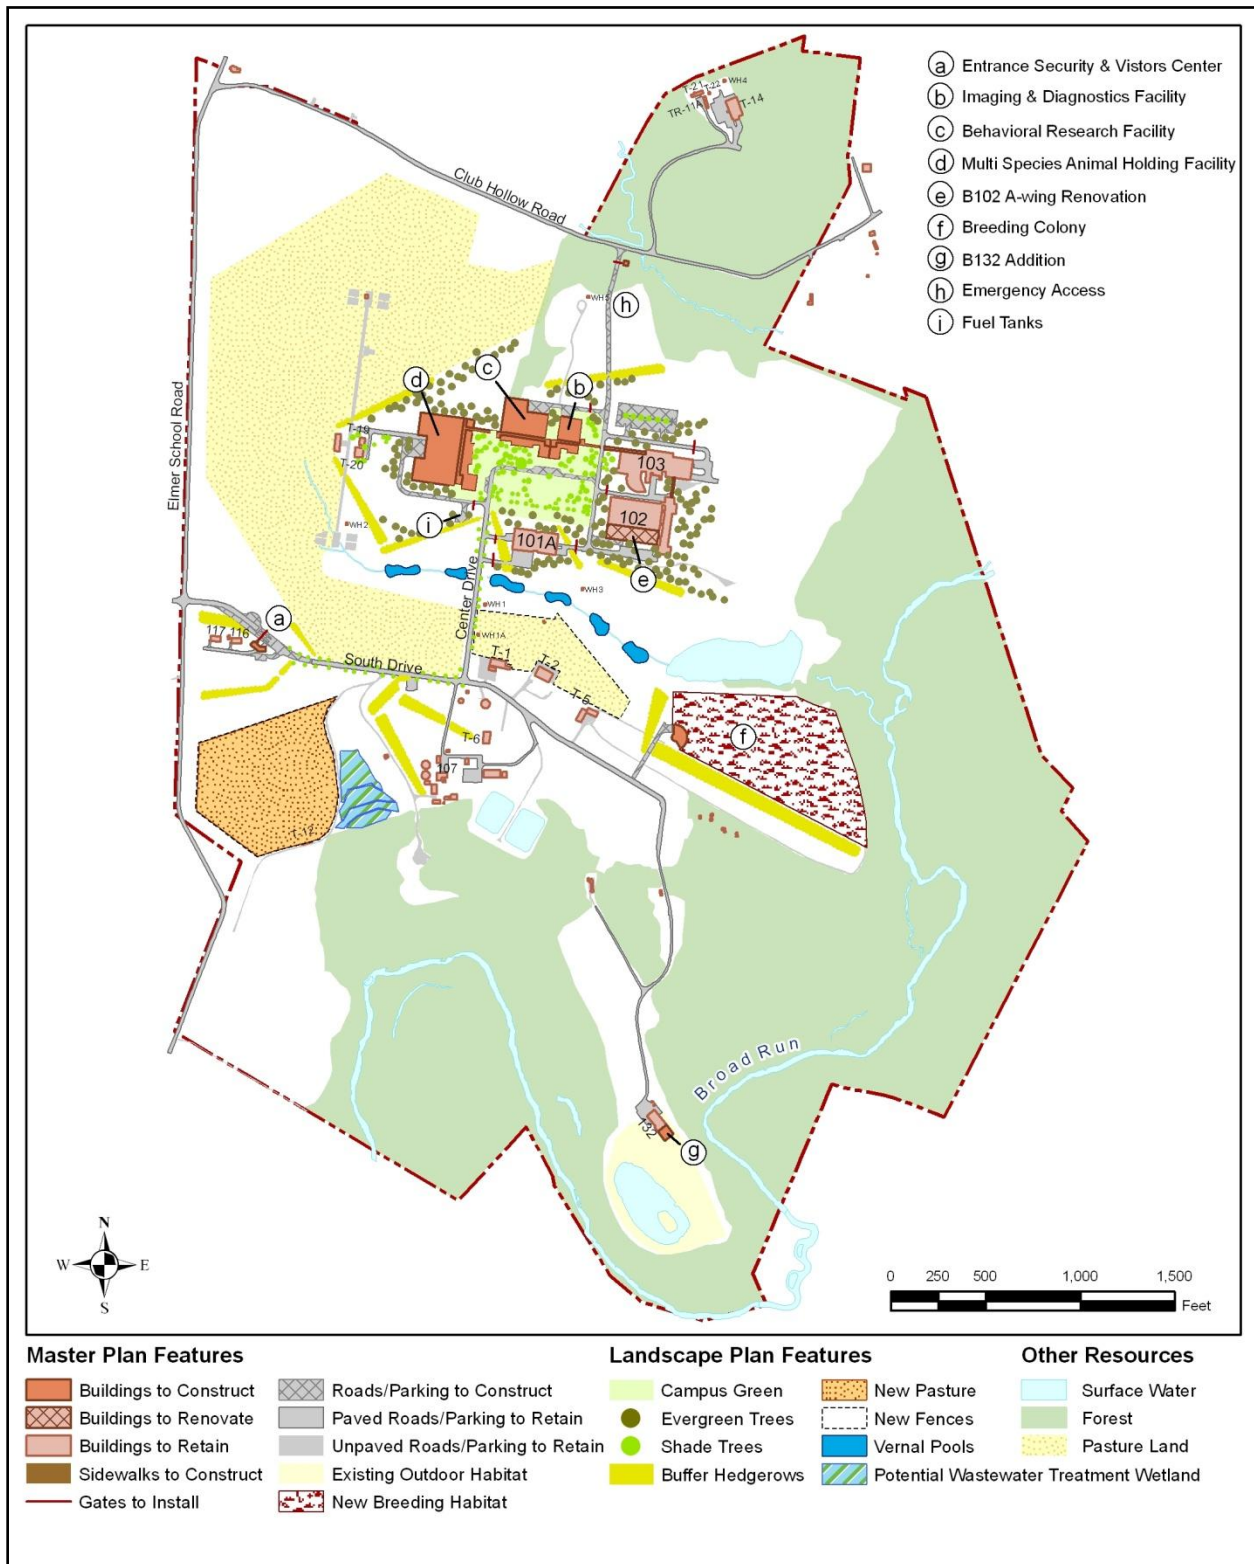 a Entrance Security & Vistors Center
b Imaging & Diagnostics Facility
c Behavioral Research Facility
d Multi Species Animal Holding Facility
e B102 A-wing Renovation
f Breeding Colony
g B132 Addition
h Emergency Access
i Fuel Tanks
T-21
T-22
WH4
TR-11A
T-14
Club Hollow Road
WH5
h
Elmer School Road
d
c
b
T-19
T-20
103
102
WH2
i
101A
e
WH3
WH1
Center Drive
WH1A
a
117
116
South Drive
T-1
T-2
T-5
T-6
f
107
T-12
Broad Run
132
g
N
W
E
S
0 250 500 1,000 1,500
Feet
Master Plan Features
Buildings to Construct
Buildings to Renovate
Buildings to Retain
Sidewalks to Construct
Gates to Install
Roads/Parking to Construct
Paved Roads/Parking to Retain
Unpaved Roads/Parking to Retain
Existing Outdoor Habitat
New Breeding Habitat
Landscape Plan Features
Campus Green
Evergreen Trees
Shade Trees
Buffer Hedgerows
New Pasture
New Fences
Vernal Pools
Potential Wastewater Treatment Wetland
Other Resources
Surface Water
Forest
Pasture Land